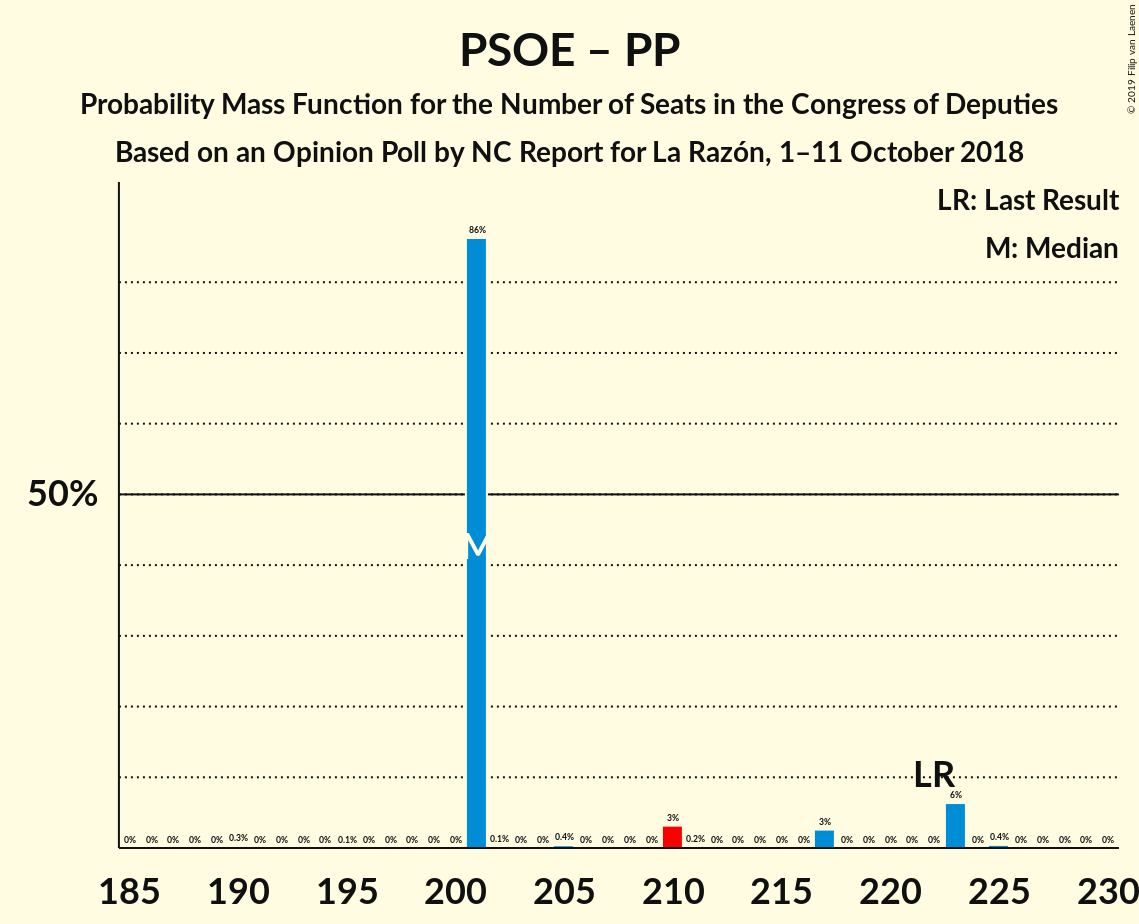 PSOE – PP
Probability Mass Function for the Number of Seats in the Congress of Deputies
Based on an Opinion Poll by NC Report for La Razón, 1–11 October 2018
© 2019 Filip van Laenen
LR: Last Result
M: Median
86%
50%
M
LR
6%
3% 3%
0% 0% 0% 0% 0% 0.3% 0% 0% 0% 0% 0.1% 0% 0% 0% 0% 0% 0.1% 0% 0% 0.4% 0% 0% 0% 0% 0.2% 0% 0% 0% 0% 0% 0% 0% 0% 0% 0% 0% 0.4% 0% 0% 0% 0% 0%
185 190 195 200 205 210 215 220 225 230